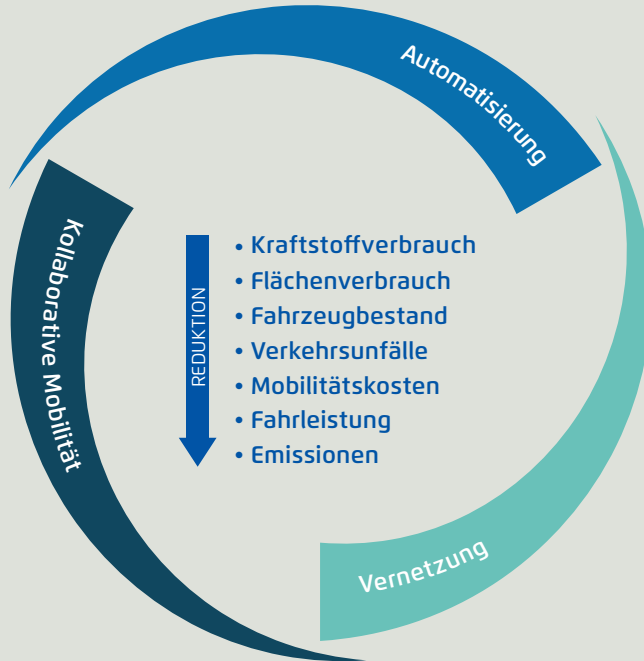 Automatisierung
Kollaborative Mobilität
REDUKTION
• Kraftstoffverbrauch
• Flächenverbrauch
• Fahrzeugbestand
• Verkehrsunfälle
• Mobilitätskosten
• Fahrleistung
• Emissionen
Vernetzung